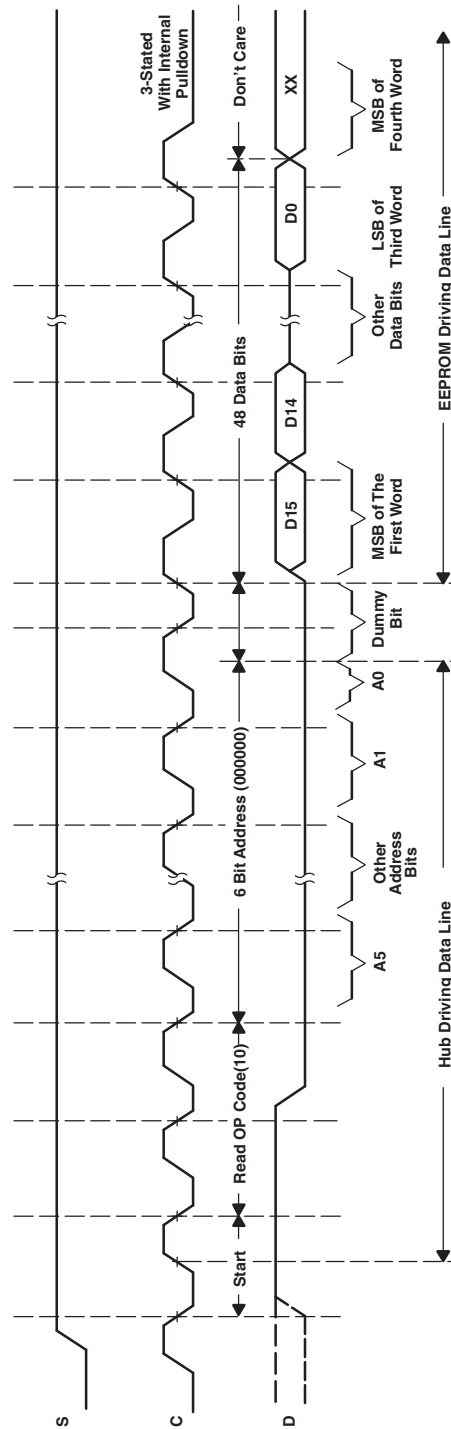 S
C
3-Stated
With Internal
Pulldown
Start
Read OP Code(10)
6 Bit Address (000000)
48 Data Bits
Don't Care
D
D15
D14
D0
XX
A5
Other
Address
Bits
A1
A0
Dummy
Bit
MSB of The
First Word
Other
Data Bits
LSB of
Third Word
MSB of
Fourth Word
Hub Driving Data Line
EEPROM Driving Data Line